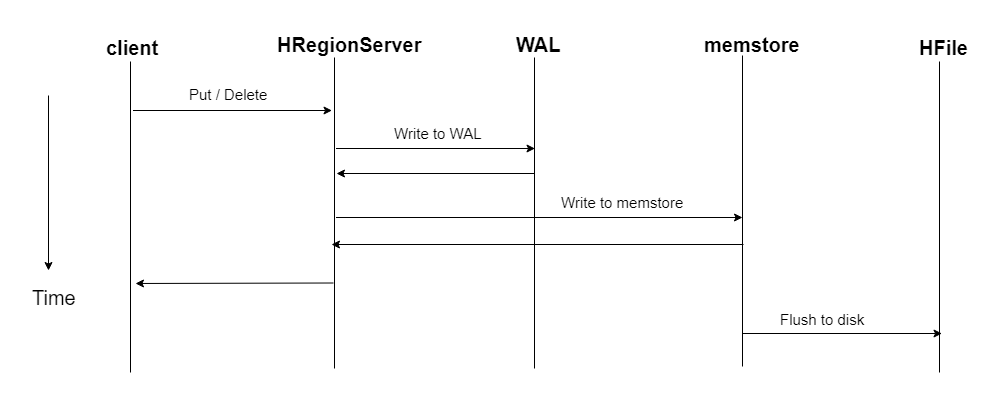 client
HRegionServer
WAL
memstore
HFile
Put / Delete
Write to WAL
Write to memstore
Time
Flush to disk